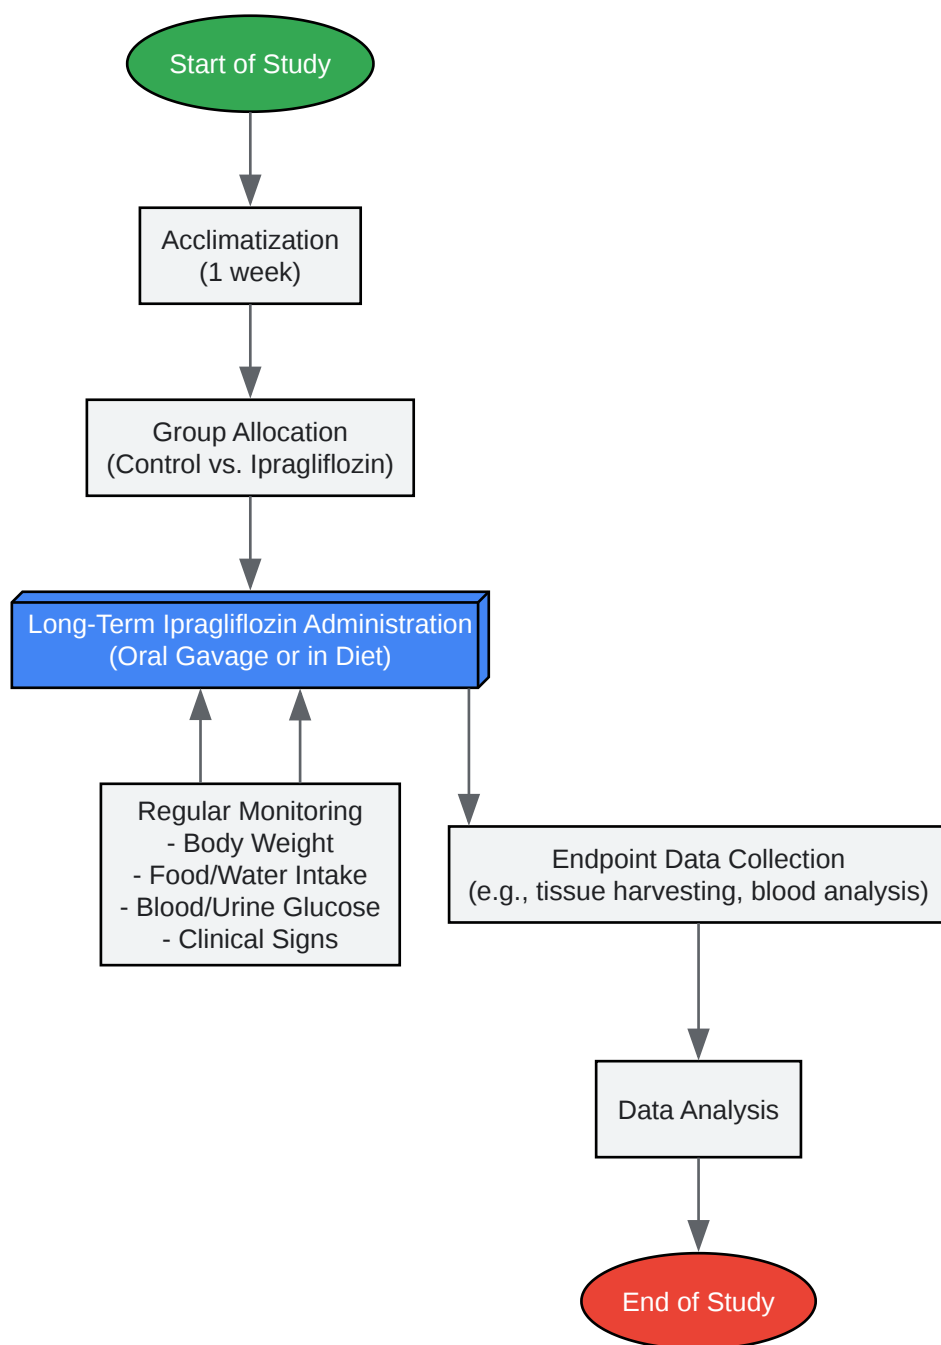 Start of Study
Acclimatization
(1 week)
Group Allocation
(Control vs. Ipragliflozin)
Long-Term Ipragliflozin Administration
(Oral Gavage or in Diet)
Regular Monitoring
- Body Weight
- Food/Water Intake
- Blood/Urine Glucose
- Clinical Signs
Endpoint Data Collection
(e.g., tissue harvesting, blood analysis)
Data Analysis
End of Study